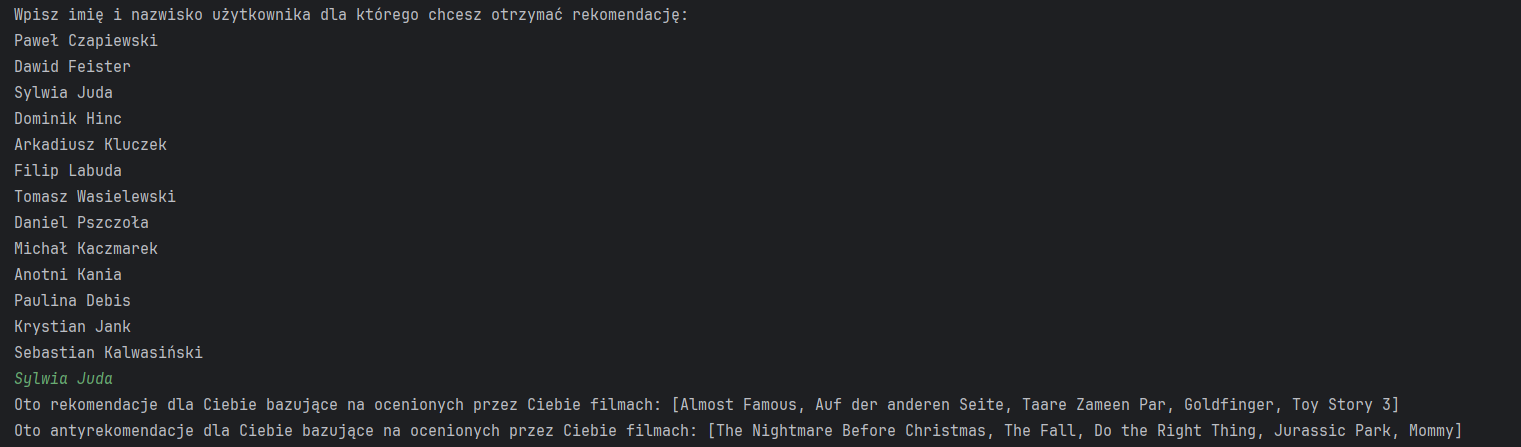 Wpisz imię i nazwisko użytkownika dla którego chcesz otrzymać rekomendację:
Paweł Czapiewski
Dawid Feister
Sylwia Juda
Dominik Hinc
Arkadiusz Kluczek
Filip Labuda
Tomasz Wasielewski
Daniel Pszczoła
Michał Kaczmarek
Anotni Kania
Paulina Debis
Krystian Jank
Sebastian Kalwasiński
Sylwia Juda
Oto rekomendacje dla Ciebie bazujące na ocenionych przez Ciebie filmach: [Almost Famous, Auf der anderen Seite, Taare Zameen Par, Goldfinger, Toy Story 3]
Oto antyrekomendacje dla Ciebie bazujące na ocenionych przez Ciebie filmach: [The Nightmare Before Christmas, The Fall, Do the Right Thing, Jurassic Park, Mommy]